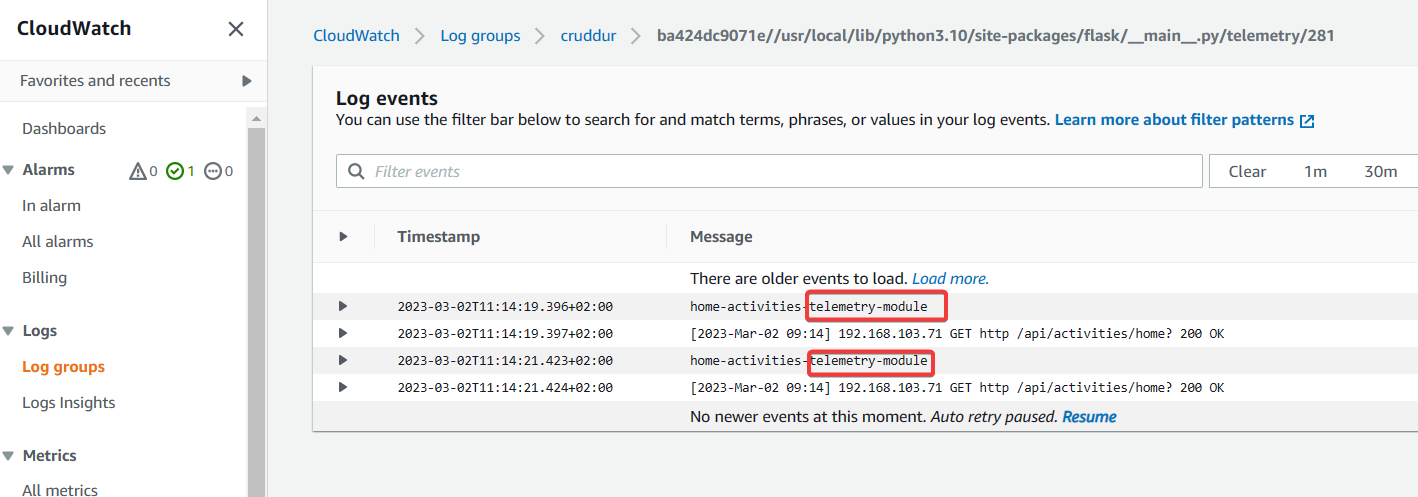 CloudWatch
Favorites and recents
Dashboards
Alarms 0 1 0
In alarm
All alarms
Billing
Logs
Log groups
Logs Insights
Metrics
All metrics
CloudWatch Log groups cruddur ba424dc9071e//usr/local/lib/python3.10/site-packages/flask/__main__.py/telemetry/281
Log events
You can use the filter bar below to search for and match terms, phrases, or values in your log events. Learn more about filter patterns
Filter events
Clear 1m 30m
Timestamp Message
There are older events to load. Load more.
2023-03-02T11:14:19.396+02:00 home-activities-telemetry-module
2023-03-02T11:14:19.397+02:00 [2023-Mar-02 09:14] 192.168.103.71 GET http /api/activities/home? 200 OK
2023-03-02T11:14:21.423+02:00 home-activities-telemetry-module
2023-03-02T11:14:21.424+02:00 [2023-Mar-02 09:14] 192.168.103.71 GET http /api/activities/home? 200 OK
No newer events at this moment. Auto retry paused. Resume